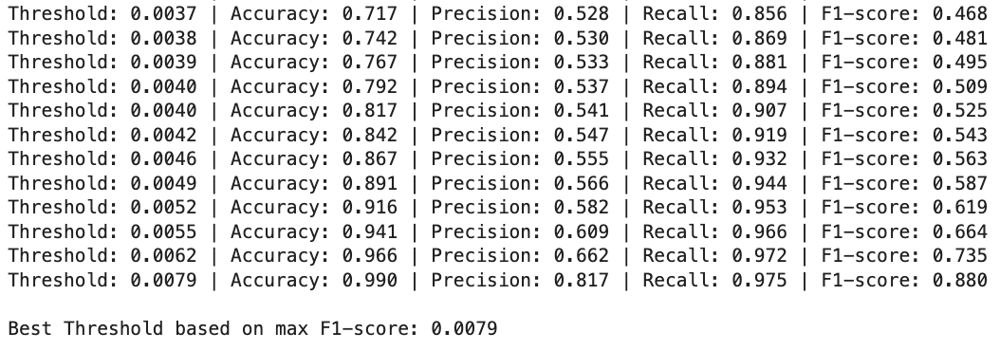 Threshold: 0.0037 | Accuracy: 0.717 | Precision: 0.528 | Recall: 0.856 | F1-score: 0.468
Threshold: 0.0038 | Accuracy: 0.742 | Precision: 0.530 | Recall: 0.869 | F1-score: 0.481
Threshold: 0.0039 | Accuracy: 0.767 | Precision: 0.533 | Recall: 0.881 | F1-score: 0.495
Threshold: 0.0040 | Accuracy: 0.792 | Precision: 0.537 | Recall: 0.894 | F1-score: 0.509
Threshold: 0.0040 | Accuracy: 0.817 | Precision: 0.541 | Recall: 0.907 | F1-score: 0.525
Threshold: 0.0042 | Accuracy: 0.842 | Precision: 0.547 | Recall: 0.919 | F1-score: 0.543
Threshold: 0.0046 | Accuracy: 0.867 | Precision: 0.555 | Recall: 0.932 | F1-score: 0.563
Threshold: 0.0049 | Accuracy: 0.891 | Precision: 0.566 | Recall: 0.944 | F1-score: 0.587
Threshold: 0.0052 | Accuracy: 0.916 | Precision: 0.582 | Recall: 0.953 | F1-score: 0.619
Threshold: 0.0055 | Accuracy: 0.941 | Precision: 0.609 | Recall: 0.966 | F1-score: 0.664
Threshold: 0.0062 | Accuracy: 0.966 | Precision: 0.662 | Recall: 0.972 | F1-score: 0.735
Threshold: 0.0079 | Accuracy: 0.990 | Precision: 0.817 | Recall: 0.975 | F1-score: 0.880
Best Threshold based on max F1-score: 0.0079